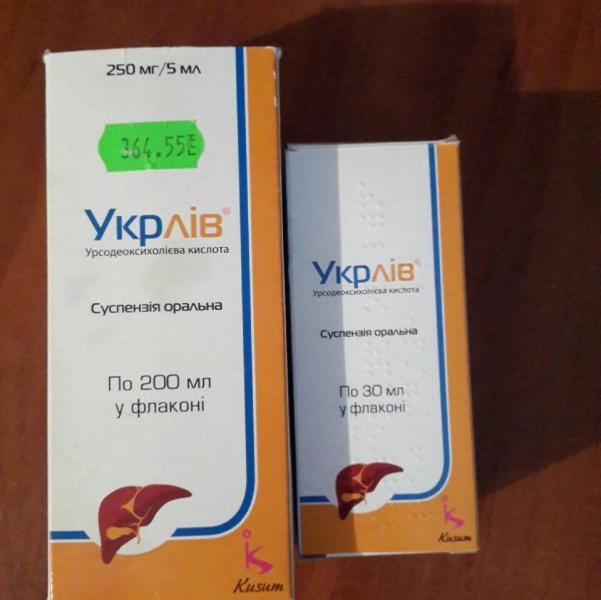 250 мг/5 мл
364.55
Укрлів®
Урсодеоксихолієва кислота
Суспензія оральна
По 200 мл
у флаконі
Kusum
Укрлів®
Урсодеоксихолієва кислота
Суспензія оральна
По 30 мл
у флаконі
Kusum